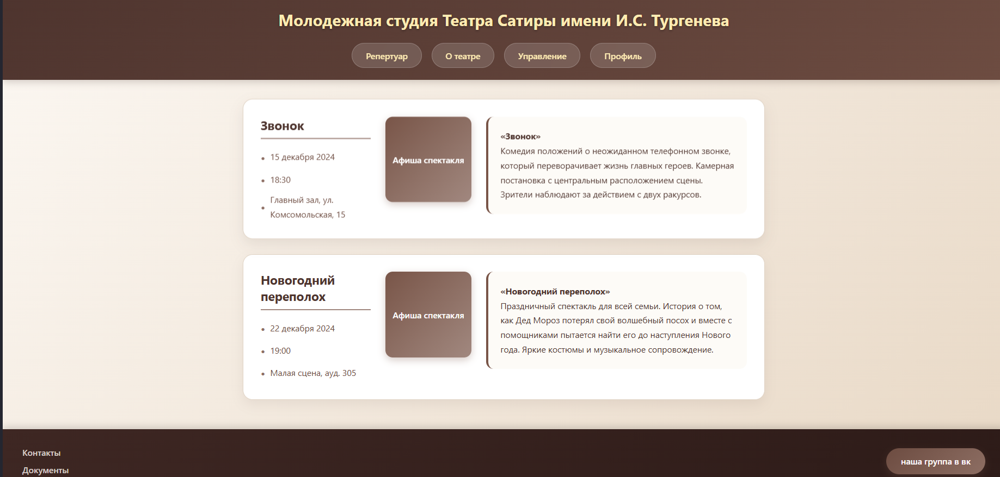 Молодежная студия Театра Сатиры имени И.С. Тургенева
Репертуар
О театре
Управление
Профиль
Звонок
• 15 декабря 2024
• 18:30
• Главный зал, ул.
Комсомольская, 15
Афиша спектакля
«Звонок»
Комедия положений о неожиданном телефонном звонке,
который переворачивает жизнь главных героев. Камерная
постановка с центральным расположением сцены.
Зрители наблюдают за действием с двух ракурсов.
Новогодний
переполох
• 22 декабря 2024
• 19:00
• Малая сцена, ауд. 305
Афиша спектакля
«Новогодний переполох»
Праздничный спектакль для всей семьи. История о том,
как Дед Мороз потерял свой волшебный посох и вместе с
помощниками пытается найти его до наступления Нового
года. Яркие костюмы и музыкальное сопровождение.
Контакты
Документы
наша группа в вк